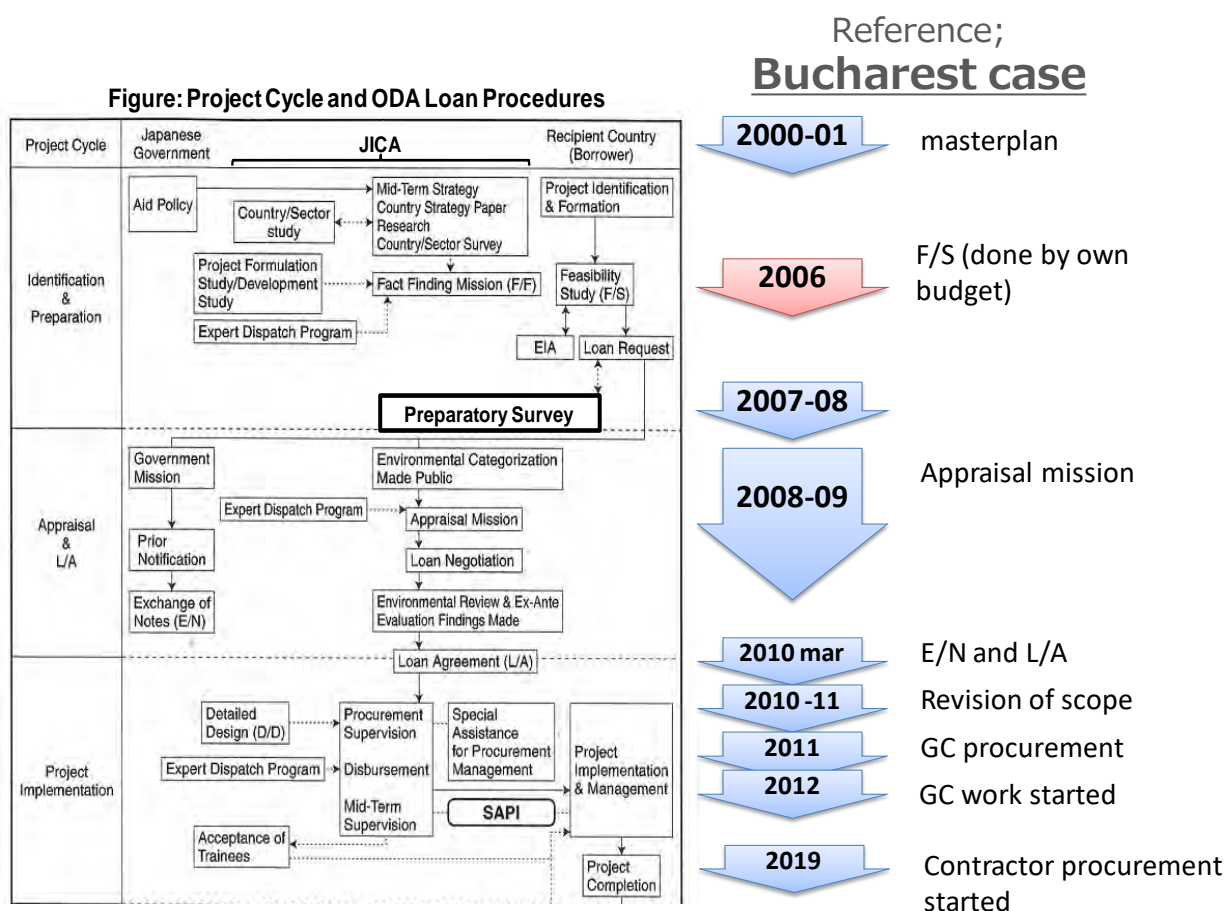 Reference;
Bucharest case
Figure: Project Cycle and ODA Loan Procedures
Project Cycle
Japanese
Government
JICA
Recipient Country
(Borrower)
Identification
&
Preparation
Aid Policy
Country/Sector
study
Mid-Term Strategy
Country Strategy Paper
Research
Country/Sector Survey
Project Identification
& Formation
Project Formulation
Study/Development
Study
Fact Finding Mission (F/F)
Feasibility
Study (F/S)
Expert Dispatch Program
EIA
Loan Request
Preparatory Survey
Appraisal
&
L/A
Government
Mission
Environmental Categorization
Made Public
Expert Dispatch Program
Appraisal Mission
Prior
Notification
Loan Negotiation
Exchange of
Notes (E/N)
Environmental Review & Ex-Ante
Evaluation Findings Made
Loan Agreement (L/A)
Project
Implementation
Detailed
Design (D/D)
Procurement
Supervision
Special
Assistance
for Procurement
Management
Expert Dispatch Program
Disbursement
Project
Implementation
& Management
Mid-Term
Supervision
SAPI
Acceptance of
Trainees
Project
Completion
2000-01
masterplan
2006
F/S (done by own
budget)
2007-08
2008-09
Appraisal mission
2010 mar
E/N and L/A
2010 -11
Revision of scope
2011
GC procurement
2012
GC work started
2019
Contractor procurement
started